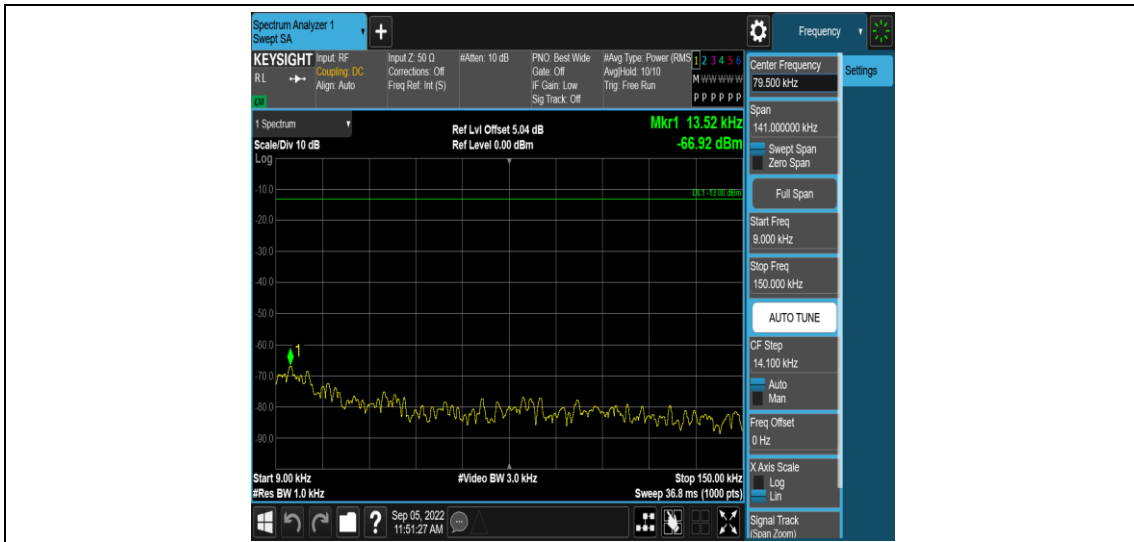 Spectrum Analyzer 1
Swept SA
+
Frequency
KEYSIGHT
RL
LXI
Input: RF
Coupling: DC
Align: Auto
Input Z: 50 Ω
Corrections: Off
Freq Ref: Int (S)
#Atten: 10 dB
PNO: Best Wide
Gate: Off
IF Gain: Low
Sig Track: Off
#Avg Type: Power (RMS
Avg|Hold: 10/10
Trig: Free Run
1 2 3 4 5 6
M W W W W W
P P P P P P
Center Frequency
79.500 kHz
Settings
Span
141.000000 kHz
Swept Span
Zero Span
Full Span
Start Freq
9.000 kHz
Stop Freq
150.000 kHz
AUTO TUNE
CF Step
14.100 kHz
Auto
Man
Freq Offset
0 Hz
X Axis Scale
Log
Lin
Signal Track
(Span Zoom)
1 Spectrum
Scale/Div 10 dB
Ref Lvl Offset 5.04 dB
Ref Level 0.00 dBm
Mkr1 13.52 kHz
-66.92 dBm
Log
DL1 -13.00 dBm
-10.0
-20.0
-30.0
-40.0
-50.0
-60.0
1
-70.0
-80.0
-90.0
Start 9.00 kHz
#Video BW 3.0 kHz
Stop 150.00 kHz
#Res BW 1.0 kHz
Sweep 36.8 ms (1000 pts)
?
Sep 05, 2022
11:51:27 AM